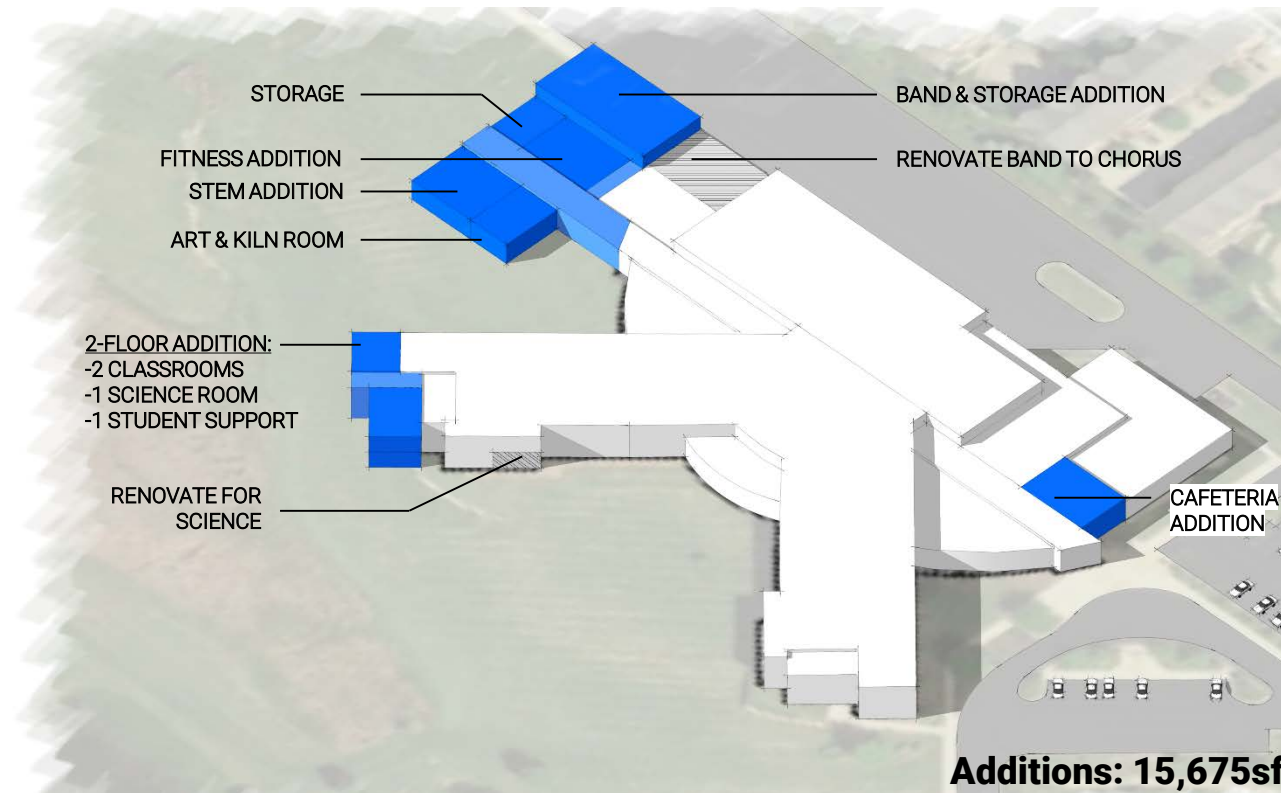 STORAGE
FITNESS ADDITION
STEM ADDITION
ART & KILN ROOM
BAND & STORAGE ADDITION
RENOVATE BAND TO CHORUS
2-FLOOR ADDITION:
-2 CLASSROOMS
-1 SCIENCE ROOM
-1 STUDENT SUPPORT
RENOVATE FOR
SCIENCE
CAFETERIA
ADDITION
Additions: 15,675sf